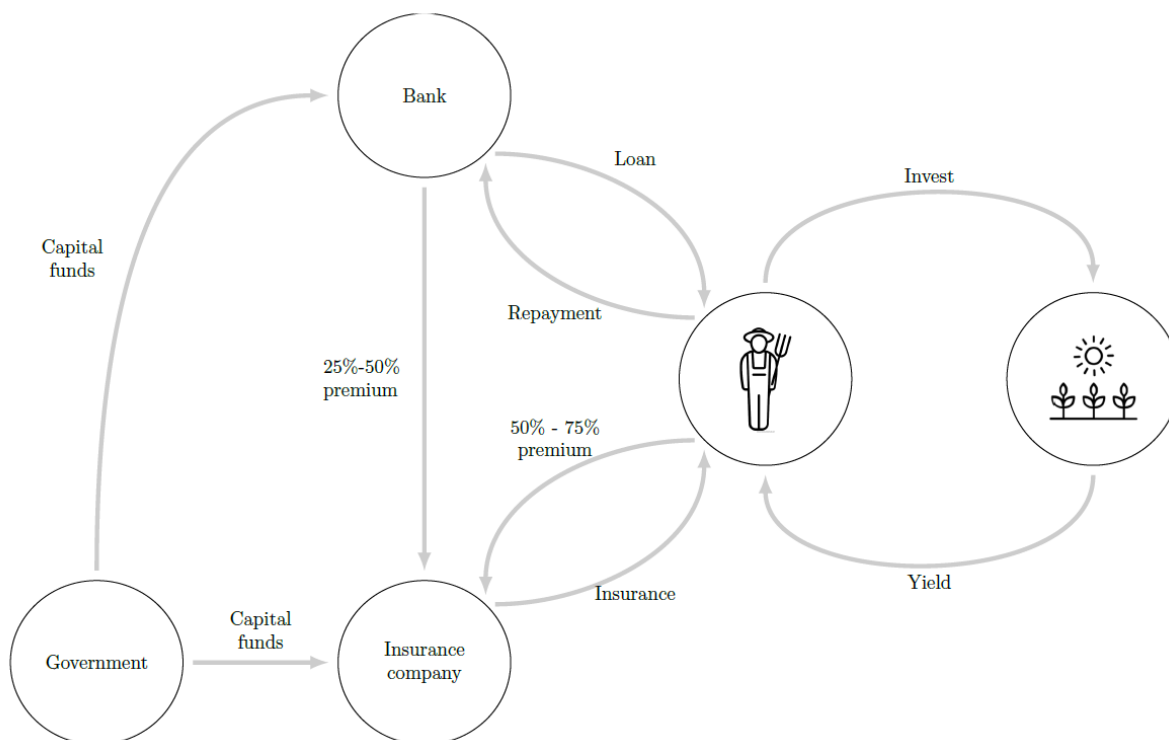 Bank
Loan
Invest
Capital
funds
Repayment
25%-50%
premium
50% - 75%
premium
Insurance
Yield
Capital
funds
Government
Insurance
company